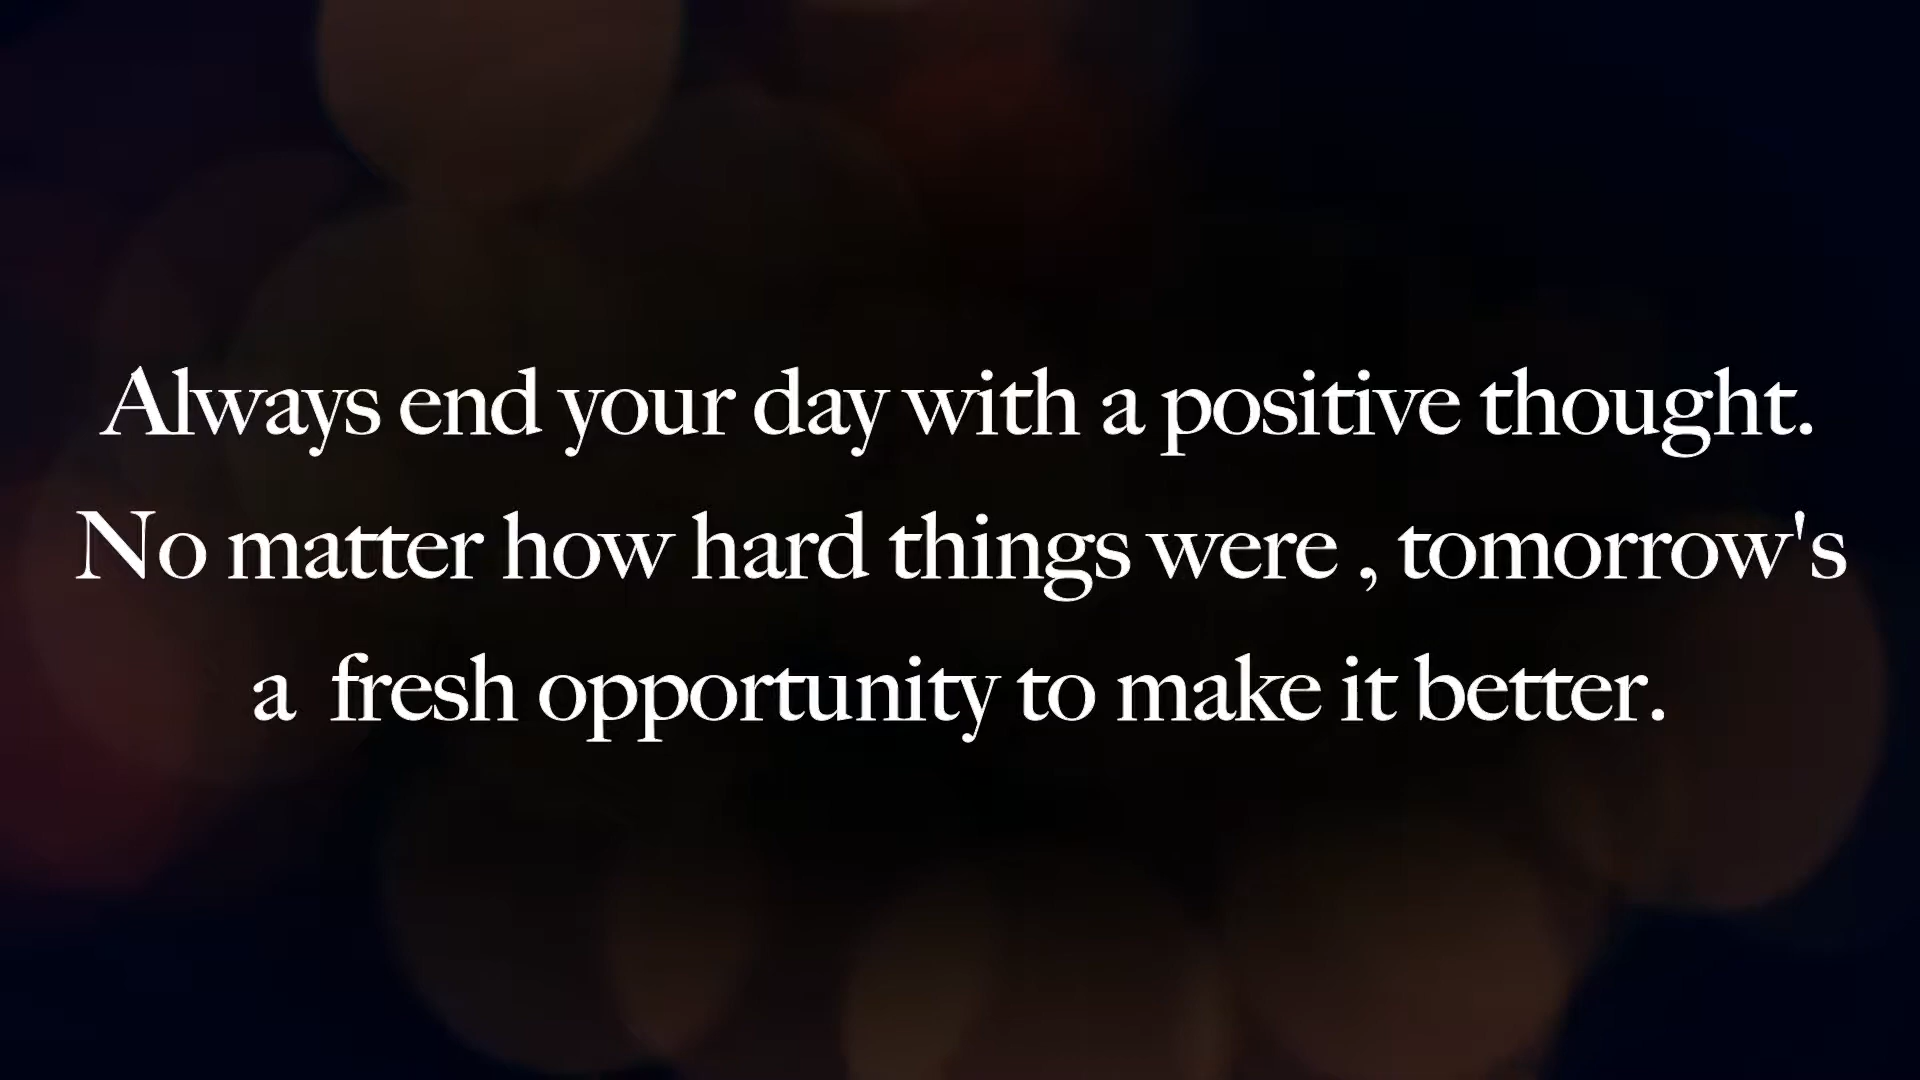 Always end your day with a positive thought.
No matter how hard things were , tomorrow's
a  fresh opportunity to make it better.